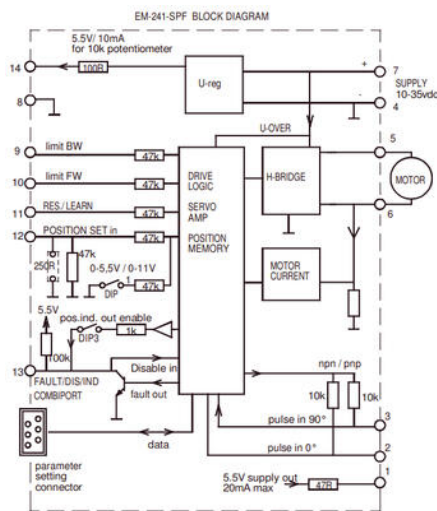 EM-241-SPF BLOCK DIAGRAM
5.5V/ 10mA
for 10k potentiometer
14
100R
U-reg
+
7
SUPPLY
10-35vdc
-
4
8
U-OVER
5
9
limit BW
47k
DRIVE
LOGIC
H-BRIDGE
MOTOR
10
limit FW
47k
11
RES / LEARN
47k
SERVO
AMP
6
12
POSITION SET in
47k
POSITION
MEMORY
250R
47k
0-5,5V / 0-11V
DIP
1
47k
MOTOR
CURRENT
5.5V
pos.ind. out enable
DIP3
1k
100k
13
Disable in
FAULT/DIS/IND
COMBIPORT
fault out
npn / pnp
10k
10k
3
pulse in 90°
2
pulse in 0°
data
parameter
setting
connector
5.5V supply out
20mA max
47R
1